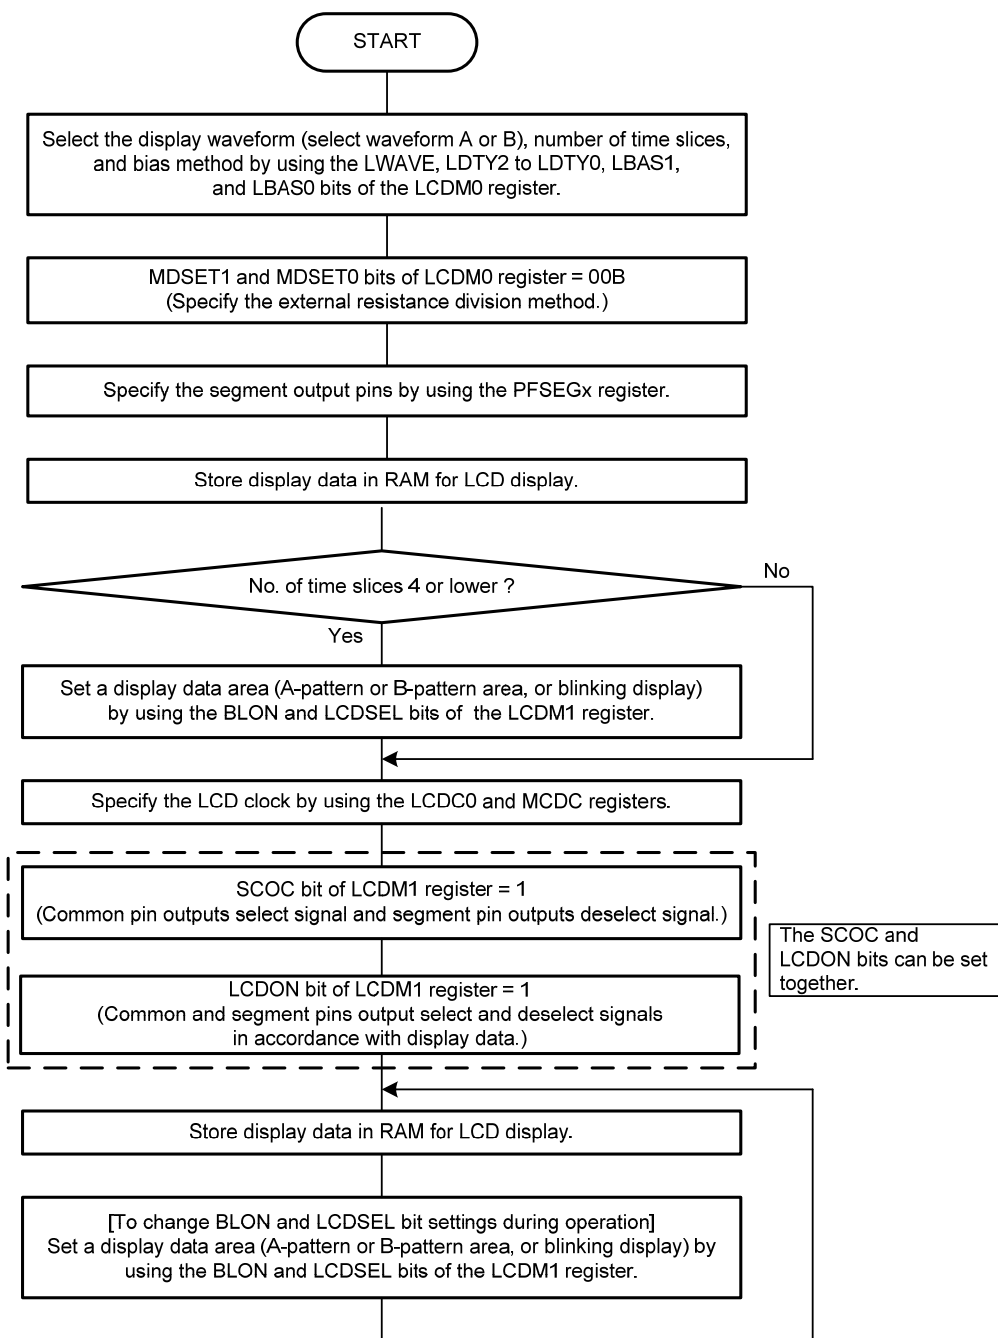 START
Select the display waveform (select waveform A or B), number of time slices,
and bias method by using the LWAVE, LDTY2 to LDTY0, LBAS1,
and LBAS0 bits of the LCDM0 register.
MDSET1 and MDSET0 bits of LCDM0 register = 00B
(Specify the external resistance division method.)
Specify the segment output pins by using the PFSEGx register.
Store display data in RAM for LCD display.
No. of time slices 4 or lower ?
No
Yes
Set a display data area (A-pattern or B-pattern area, or blinking display)
by using the BLON and LCDSEL bits of the LCDM1 register.
Specify the LCD clock by using the LCDC0 and MCDC registers.
SCOC bit of LCDM1 register = 1
(Common pin outputs select signal and segment pin outputs deselect signal.)
The SCOC and
LCDON bits can be set
together.
LCDON bit of LCDM1 register = 1
(Common and segment pins output select and deselect signals
in accordance with display data.)
Store display data in RAM for LCD display.
[To change BLON and LCDSEL bit settings during operation]
Set a display data area (A-pattern or B-pattern area, or blinking display) by
using the BLON and LCDSEL bits of the LCDM1 register.